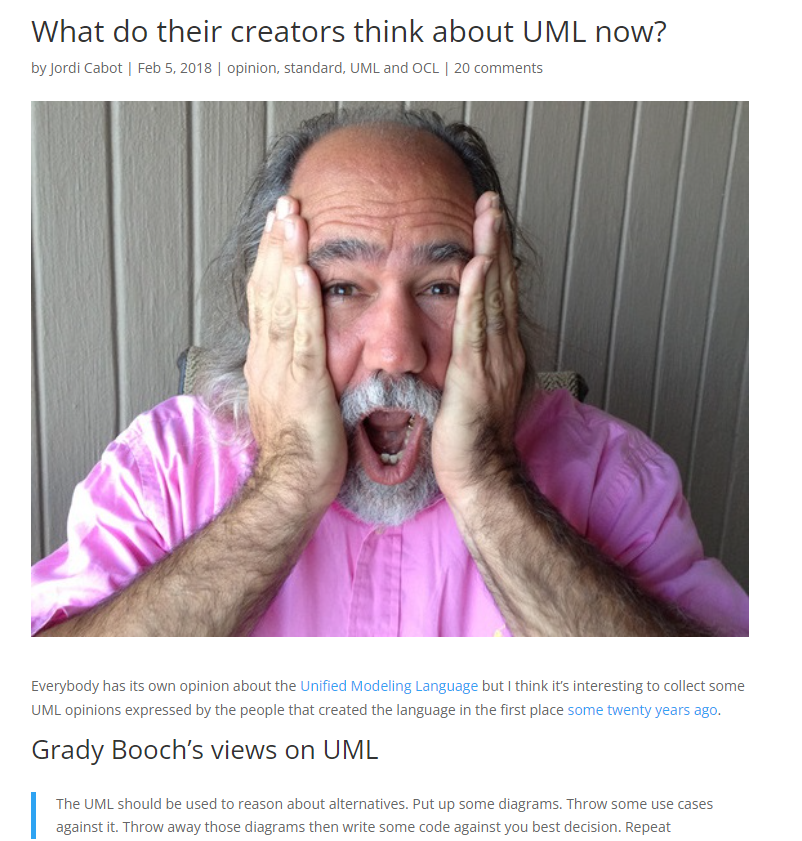 What do their creators think about UML now?
by Jordi Cabot | Feb 5, 2018 | opinion, standard, UML and OCL | 20 comments
Everybody has its own opinion about the Unified Modeling Language but I think it's interesting to collect some
UML opinions expressed by the people that created the language in the first place some twenty years ago.
Grady Booch's views on UML
The UML should be used to reason about alternatives. Put up some diagrams. Throw some use cases
against it. Throw away those diagrams then write some code against you best decision. Repeat